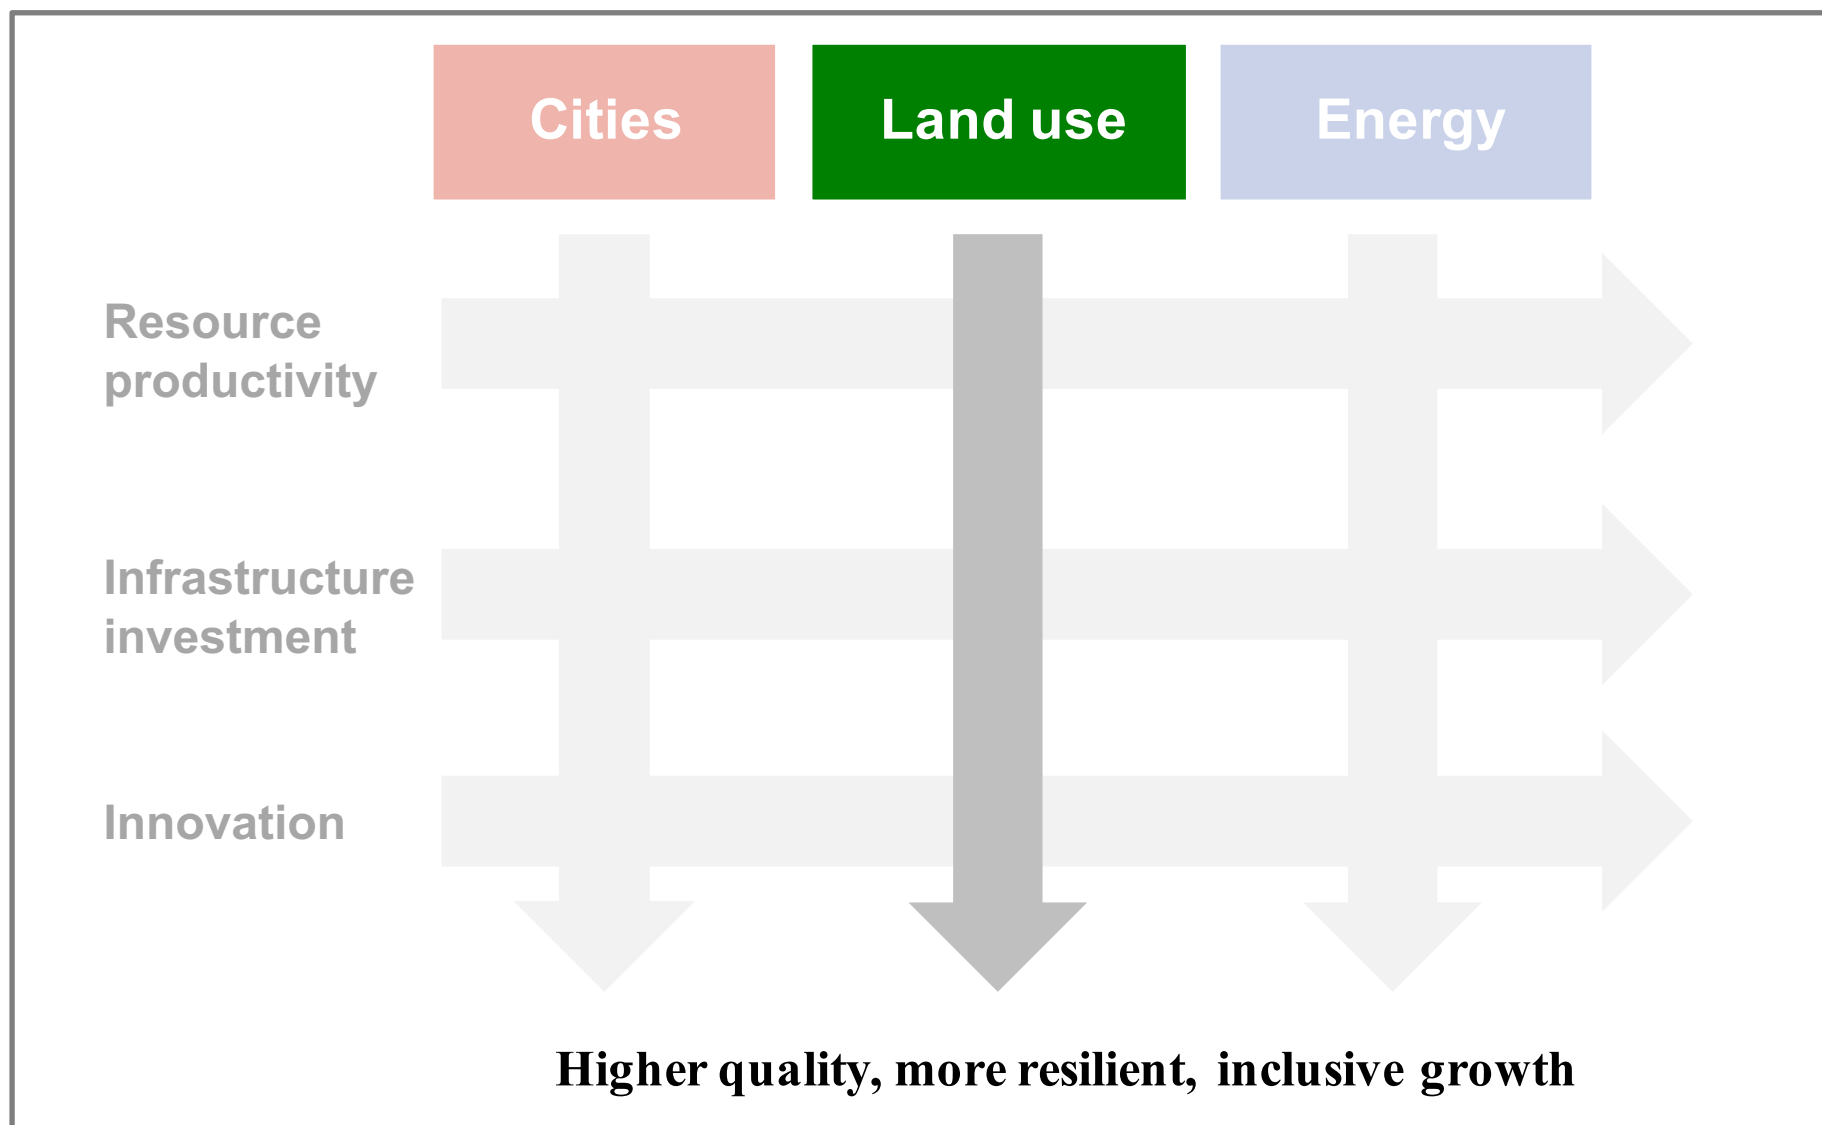 Cities Land use Energy
Resource
productivity
Infrastructure
investment
Innovation
Higher quality, more resilient, inclusive growth